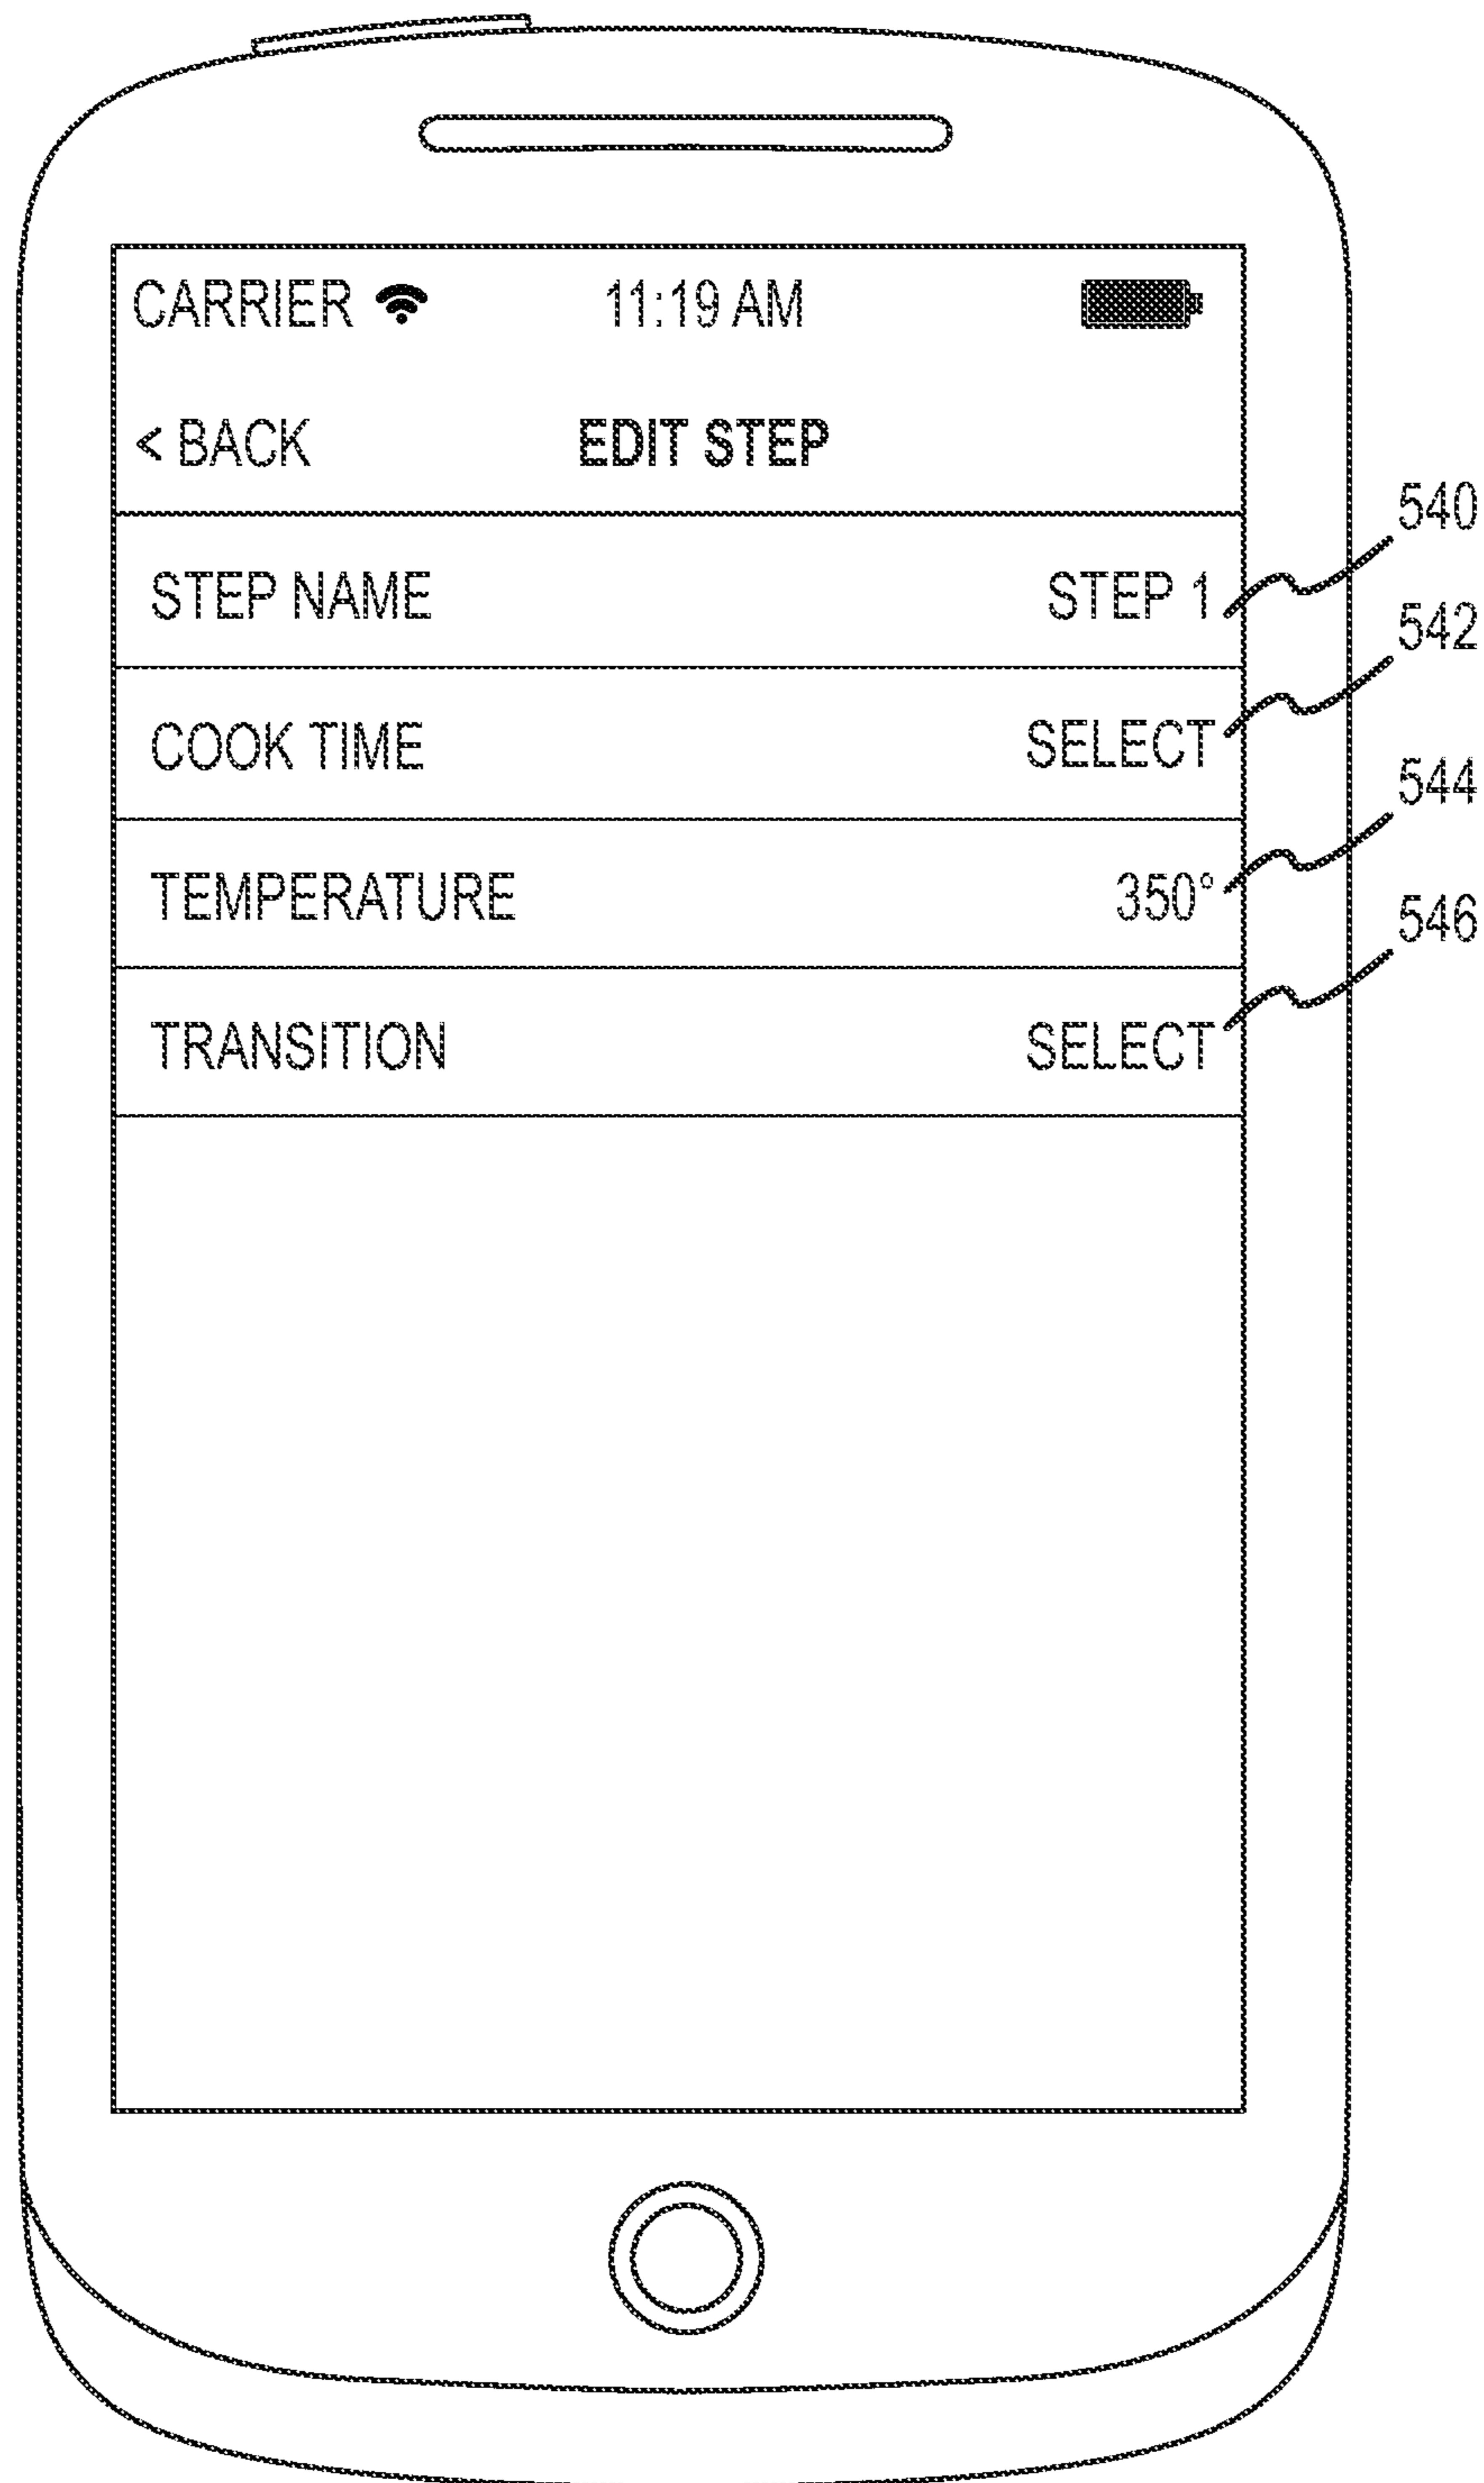 CARRIER 11:19 AM
< BACK EDIT STEP
540
STEP NAME STEP 1
542
COOK TIME SELECT
544
TEMPERATURE 350°
546
TRANSITION SELECT